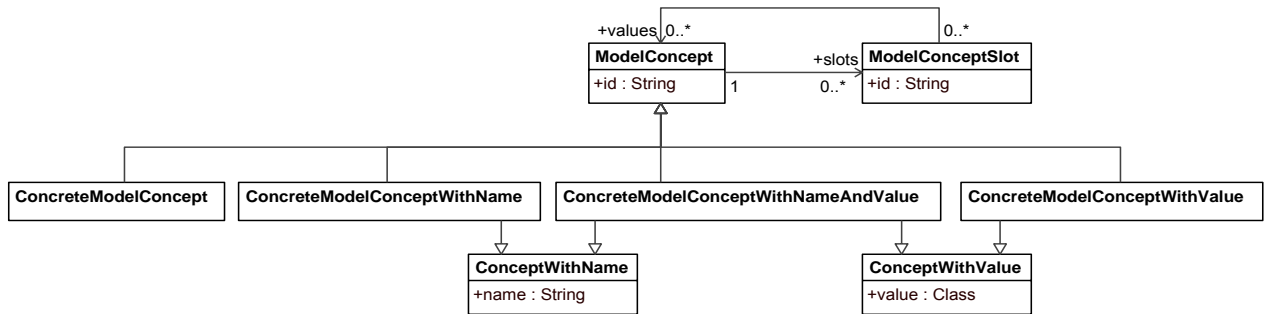 +values 0..* 0..*
ModelConcept +slots ModelConceptSlot
+id : String 1 0..* +id : String
ConcreteModelConcept ConcreteModelConceptWithName ConcreteModelConceptWithNameAndValue ConcreteModelConceptWithValue
ConceptWithName ConceptWithValue
+name : String +value : Class